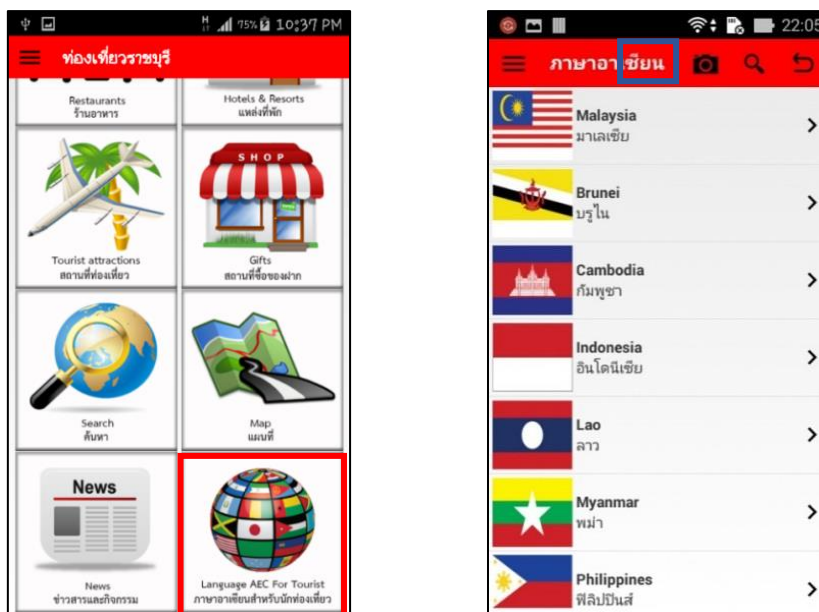 75% 10:37 PM
ท่องเที่ยวราชบุรี
Restaurants
ร้านอาหาร
Hotels & Resorts
แหล่งที่พัก
Tourist attractions
สถานที่ท่องเที่ยว
SHOP
Gifts
สถานที่ซื้อของฝาก
Search
ค้นหา
Map
แผนที่
News
News
ข่าวสารและกิจกรรม
Language AEC For Tourist
ภาษาอาเซียนสำหรับนักท่องเที่ยว
22:05
ภาษาอาเซียน
Malaysia
มาเลเซีย
Brunei
บรูไน
Cambodia
กัมพูชา
Indonesia
อินโดนีเซีย
Lao
ลาว
Myanmar
พม่า
Philippines
ฟิลิปปินส์